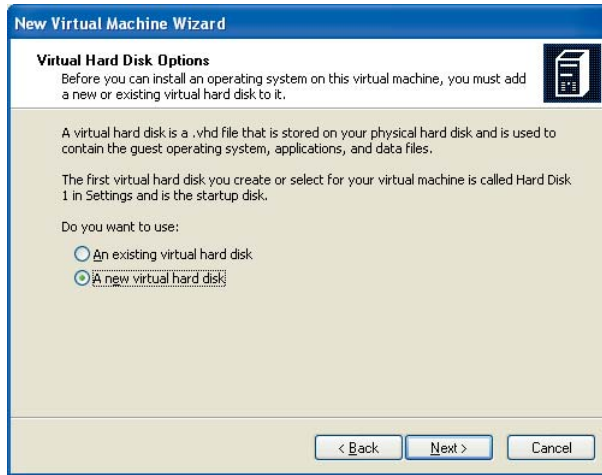 New Virtual Machine Wizard
Virtual Hard Disk Options
Before you can install an operating system on this virtual machine, you must add
a new or existing virtual hard disk to it.
A virtual hard disk is a .vhd file that is stored on your physical hard disk and is used to
contain the guest operating system, applications, and data files.
The first virtual hard disk you create or select for your virtual machine is called Hard Disk
1 in Settings and is the startup disk.
Do you want to use:
An existing virtual hard disk
A new virtual hard disk
< Back Next > Cancel